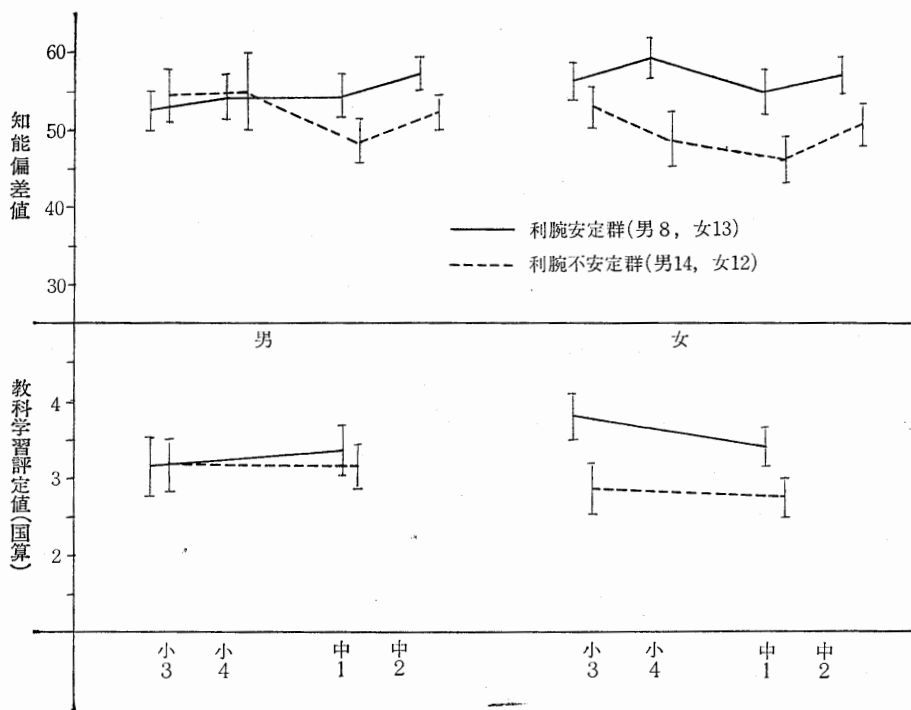 60
50
40
30
知能偏差値
利腕安定群(男8, 女13)
利腕不安定群(男14, 女12)
男
女
4
3
2
教科学習評定値(国算)
小3
小4
中1
中2
小3
小4
中1
中2